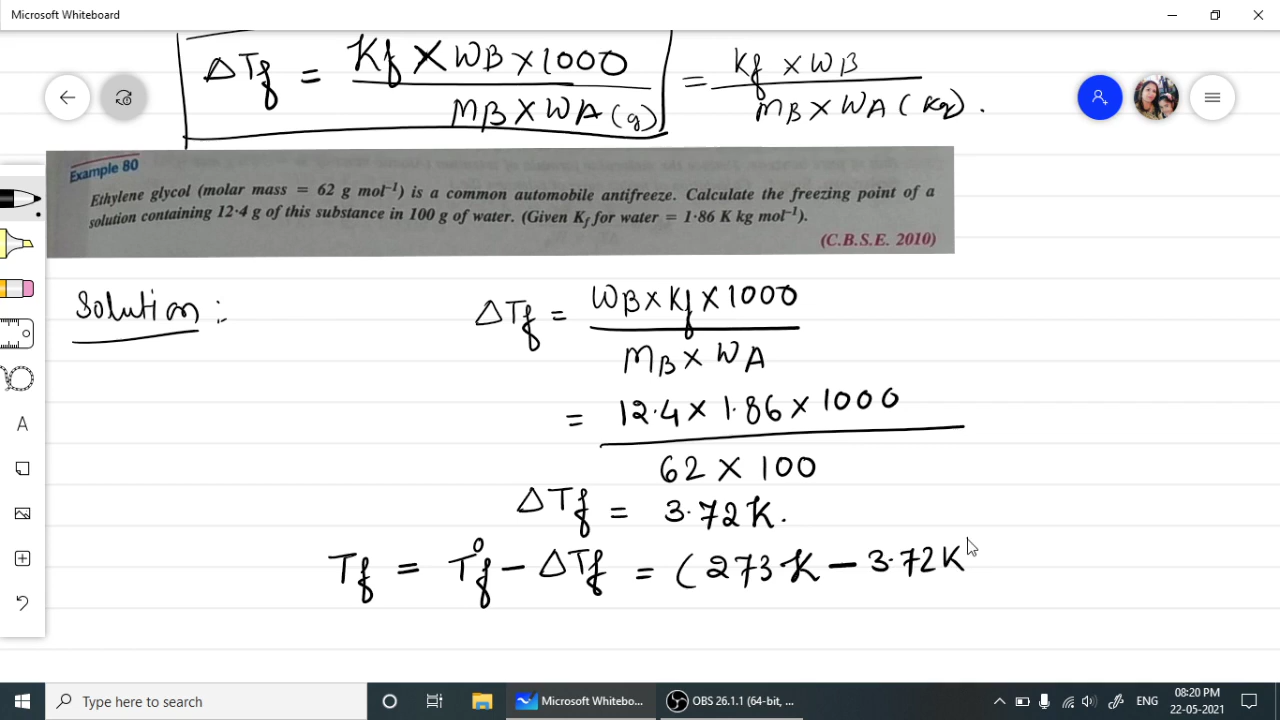 Microsoft Whiteboard
ΔTf = Kf × WB × 1000 / MB × WA (g) = Kf × WB / MB × WA (Kg).
Example 80
Ethylene glycol (molar mass = 62 g mol⁻¹) is a common automobile antifreeze. Calculate the freezing point of a
solution containing 12·4 g of this substance in 100 g of water. (Given Kf for water = 1·86 K kg mol⁻¹).
(C.B.S.E. 2010)
Solution :
ΔTf = WB × Kf × 1000 / MB × WA
= 12.4 × 1.86 × 1000 / 62 × 100
ΔTf = 3.72 K.
Tf = T⁰f − ΔTf = (273 K − 3.72 K
Type here to search
Microsoft Whitebo...
OBS 26.1.1 (64-bit, ...
ENG
08:20 PM
22-05-2021